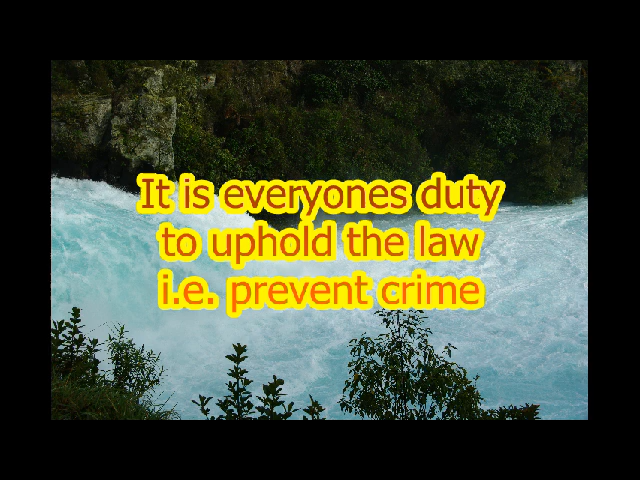 It is everyones duty
to uphold the law
i.e. prevent crime